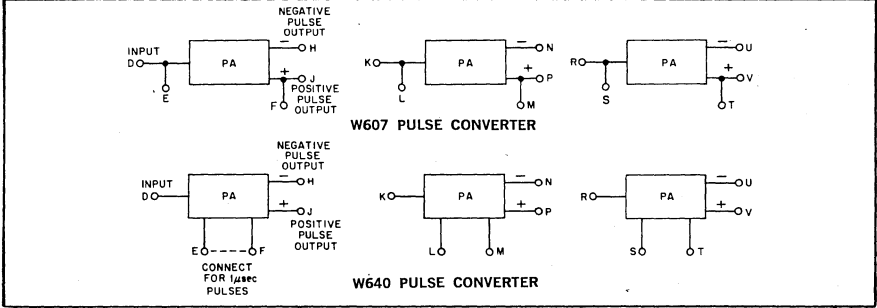 NEGATIVE
PULSE
OUTPUT
INPUT
D
PA
−
H
+
J
E
F
POSITIVE
PULSE
OUTPUT
K
PA
−
N
+
P
L
M
R
PA
−
U
+
V
S
T
W607 PULSE CONVERTER
NEGATIVE
PULSE
OUTPUT
INPUT
D
PA
−
H
+
J
POSITIVE
PULSE
OUTPUT
E
F
CONNECT
FOR 1µsec
PULSES
K
PA
−
N
+
P
L
M
R
PA
−
U
+
V
S
T
W640 PULSE CONVERTER